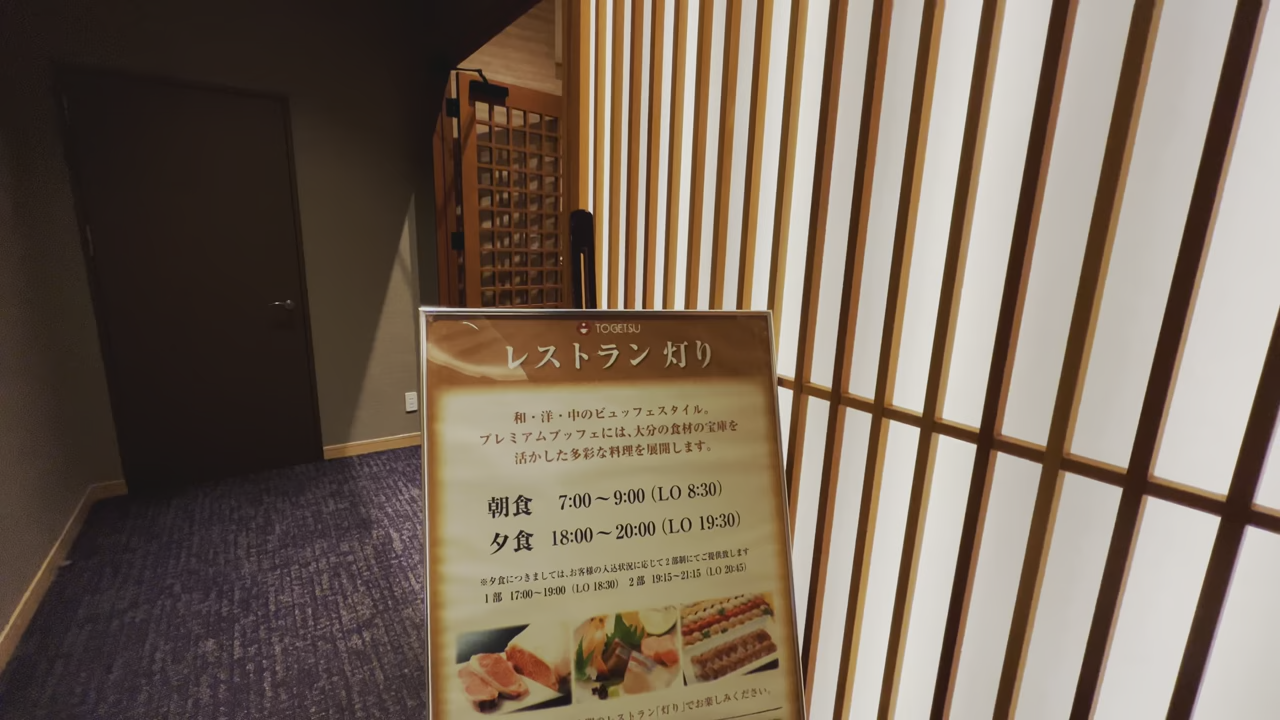 TOGETSU
レストラン 灯り
和・洋・中のビュッフェスタイル。
プレミアムブッフェには、大分の食材の宝庫を
活かした多彩な料理を展開します。
朝食 7:00～9:00（LO 8:30）
夕食 18:00～20:00（LO 19:30）
※夕食につきましては、お客様の入込状況に応じて2部制にてご提供致します
1部 17:00～19:00（LO 18:30） 2部 19:15～21:15（LO 20:45）
のレストラン「灯り」でお楽しみください。